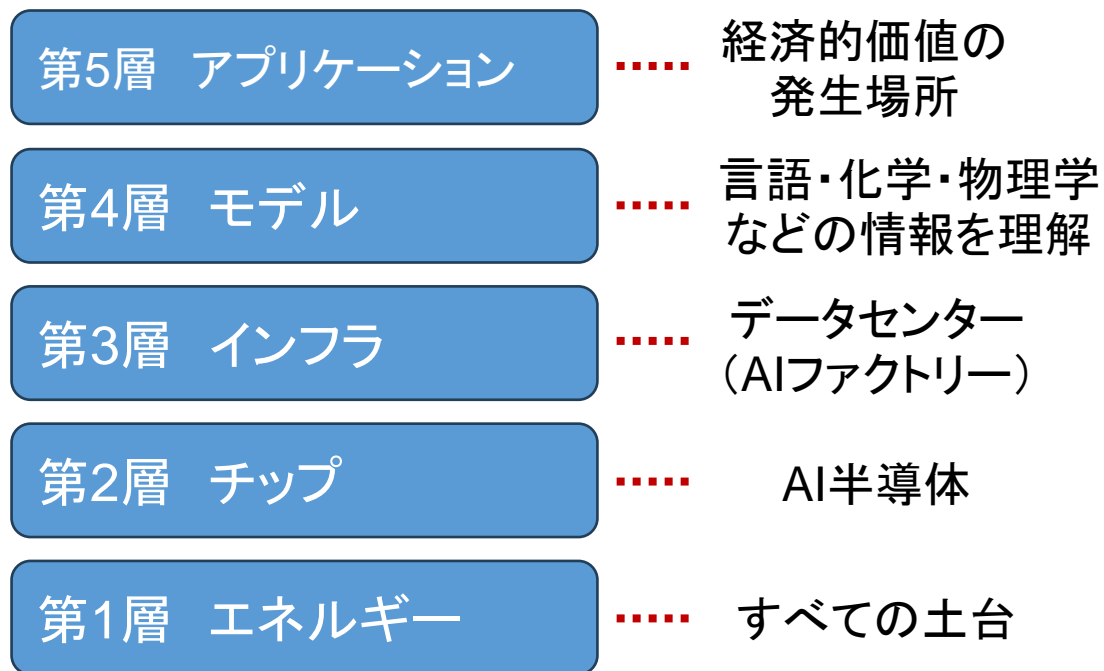 第5層 アプリケーション
経済的価値の
発生場所
第4層 モデル
言語・化学・物理学
などの情報を理解
第3層 インフラ
データセンター
（AIファクトリー）
第2層 チップ
AI半導体
第1層 エネルギー
すべての土台